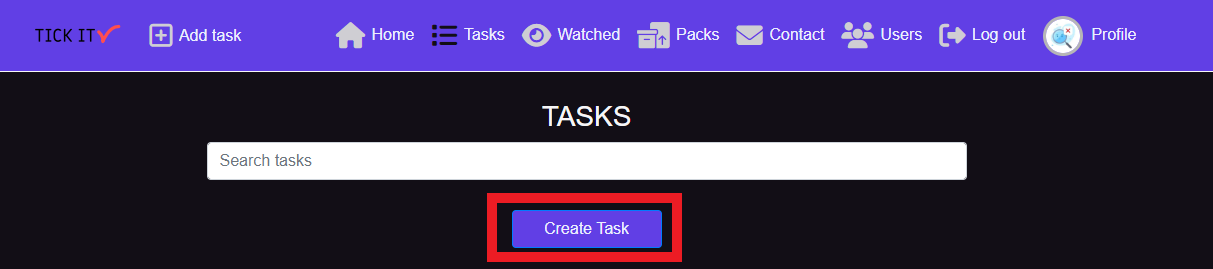 TICK IT Add task Home Tasks Watched Packs Contact Users Log out Profile
TASKS
Search tasks
Create Task